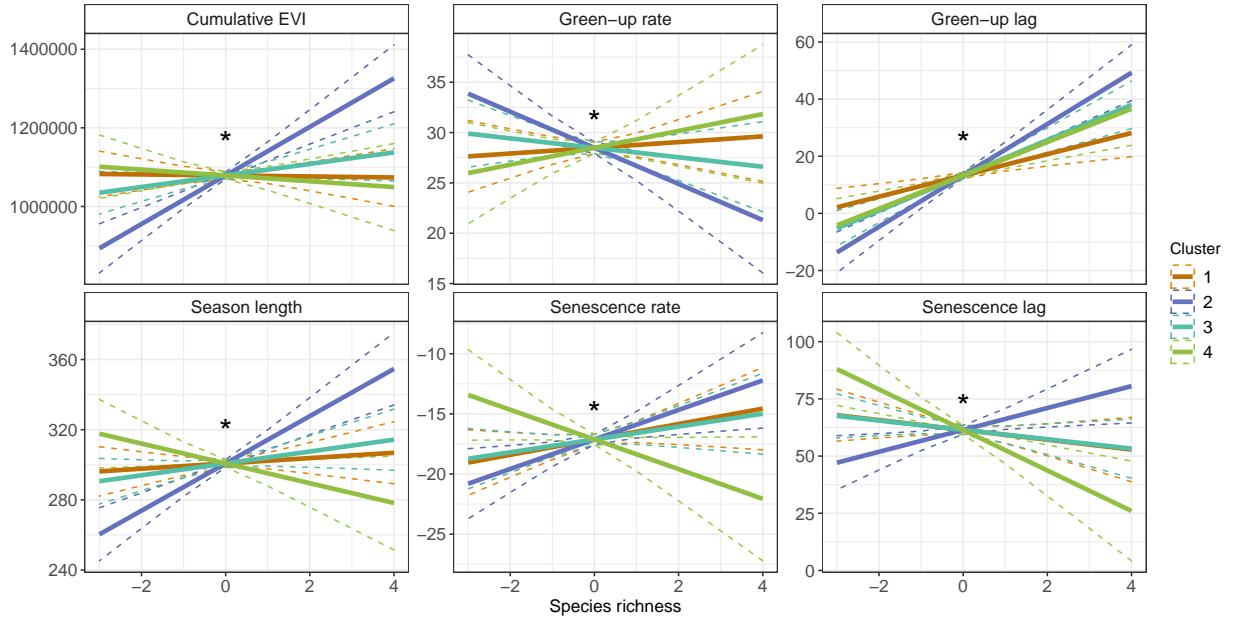 Cumulative EVI
Green−up rate
Green−up lag
1400000
1200000
1000000
35
30
25
20
15
60
40
20
0
−20
Cluster
1
2
3
4
Season length
Senescence rate
Senescence lag
360
320
280
240
−10
−15
−20
−25
100
75
50
25
0
−2 0 2 4
−2 0 2 4
−2 0 2 4
Species richness
* * *
* * *